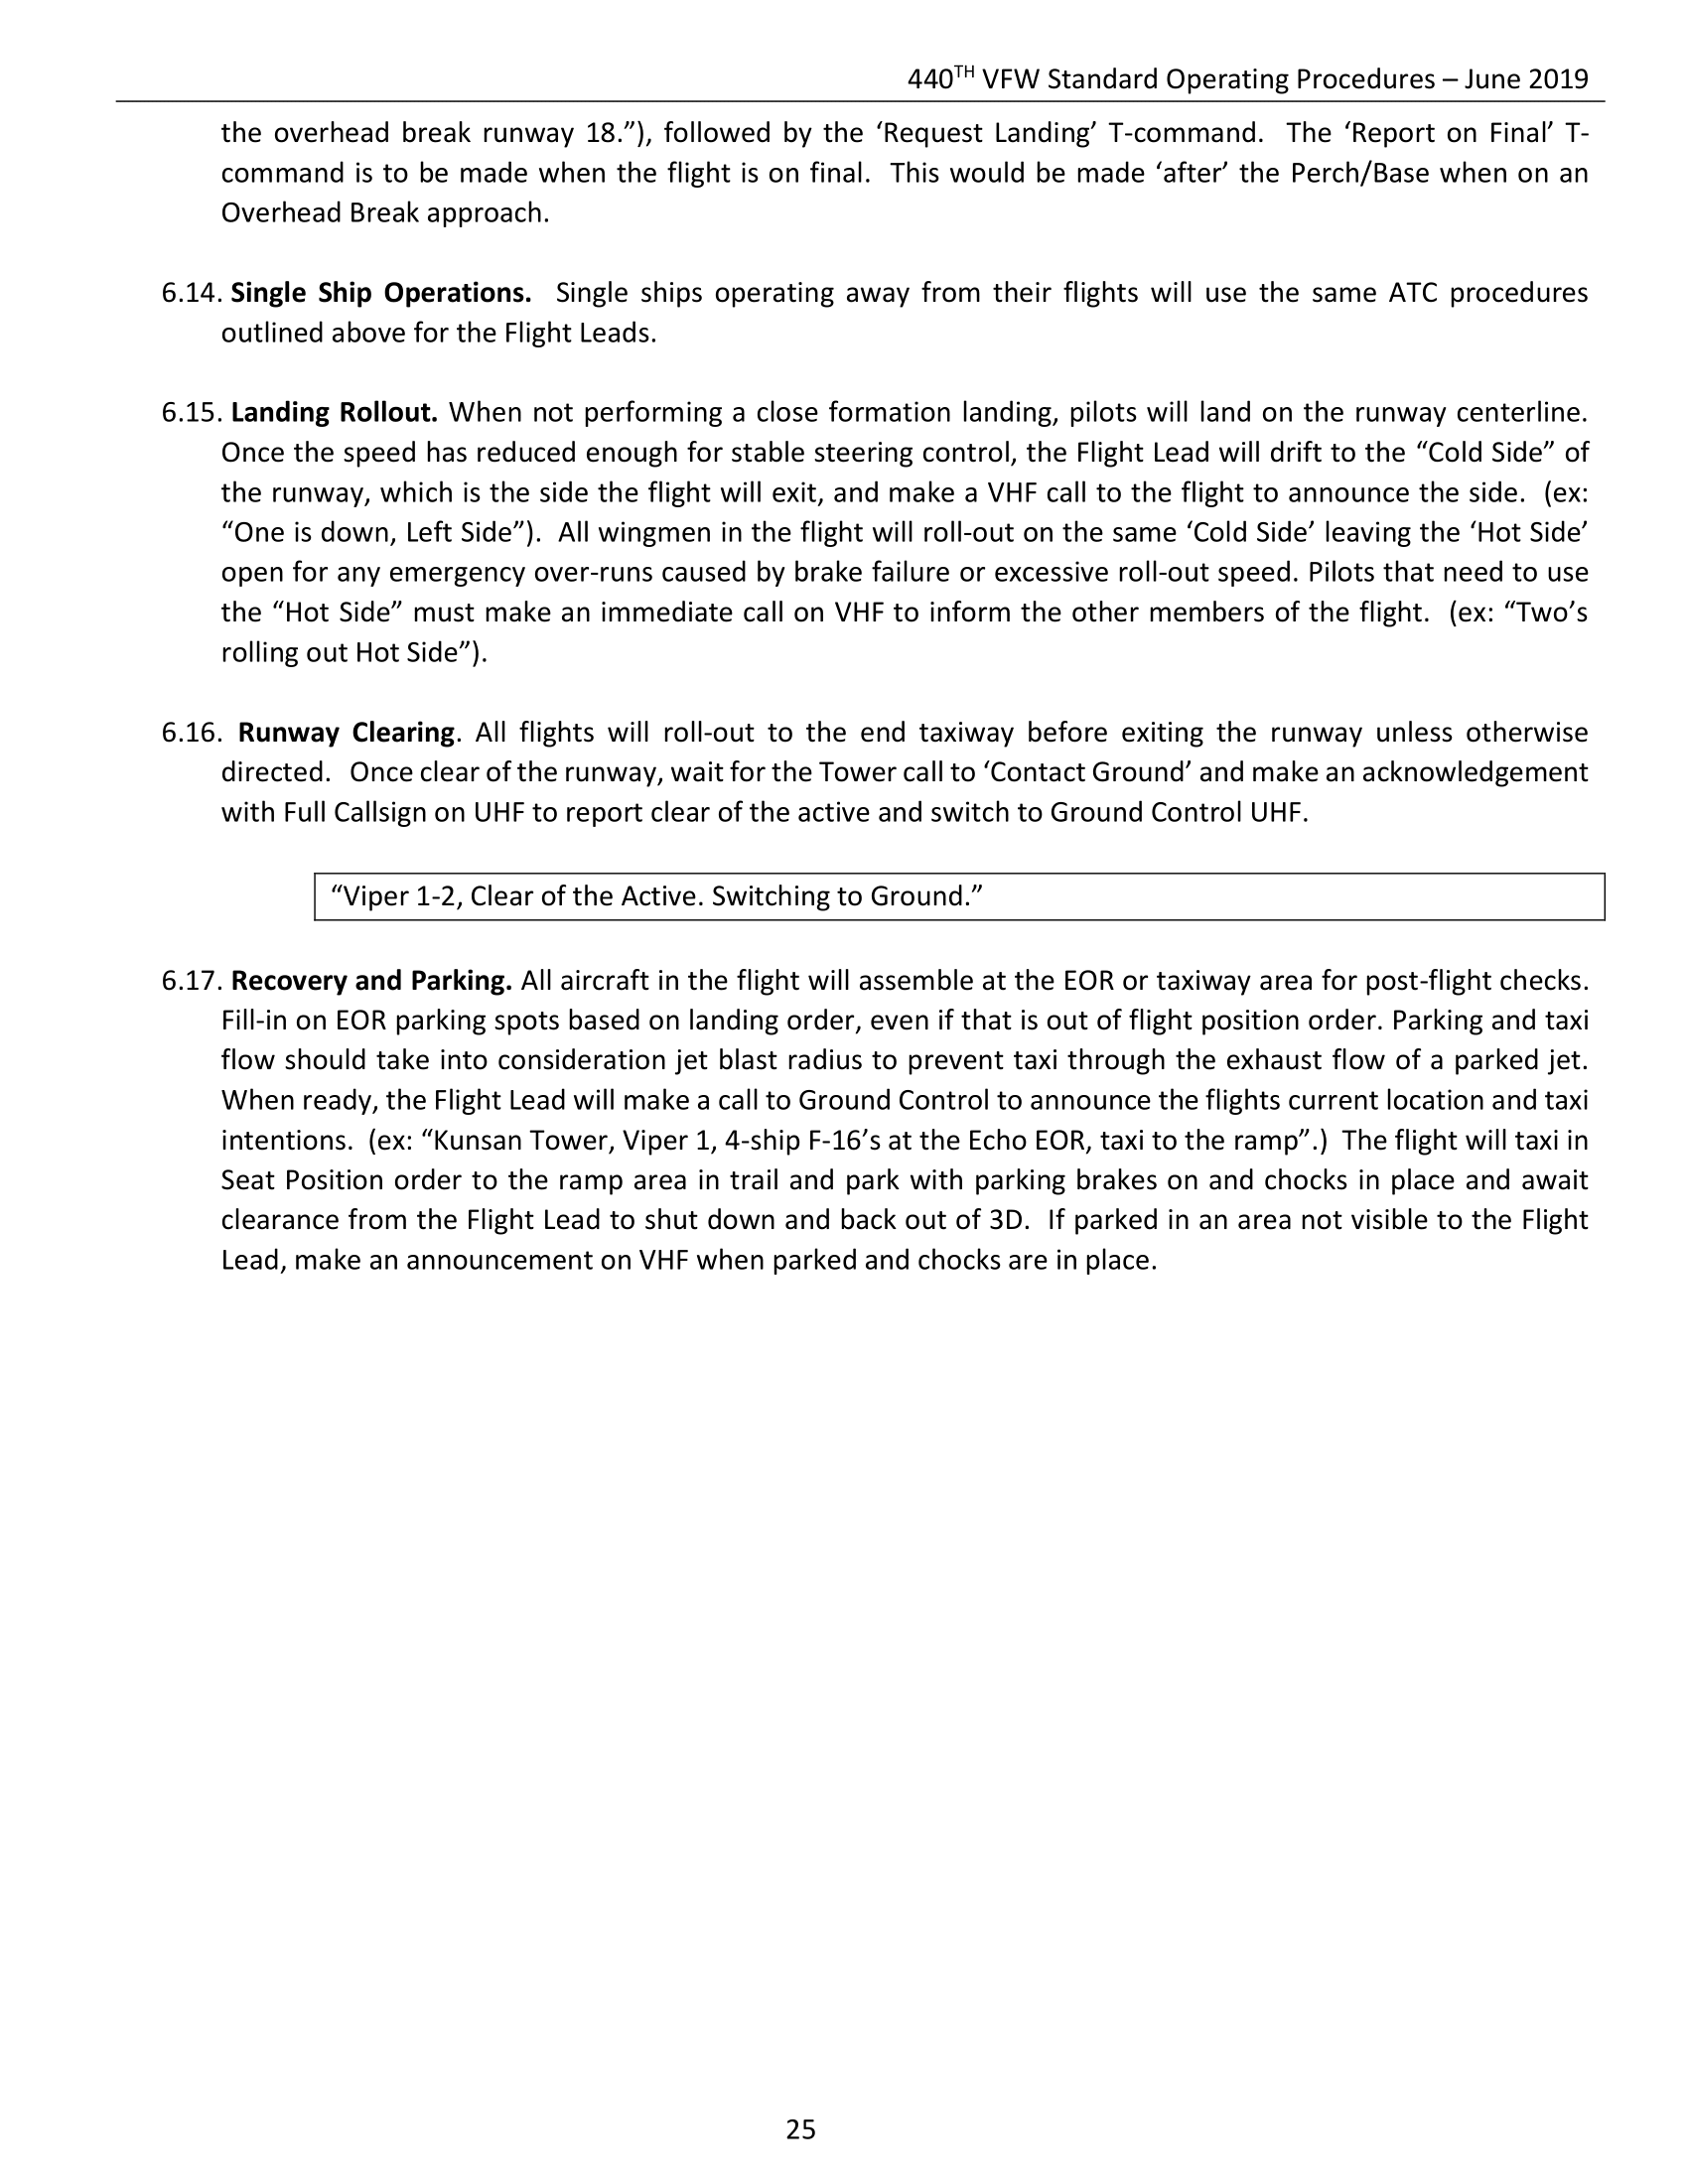 440TH VFW Standard Operating Procedures – June 2019
the overhead break runway 18.”), followed by the ‘Request Landing’ T-command.  The ‘Report on Final’ T-
command is to be made when the flight is on final.  This would be made ‘after’ the Perch/Base when on an
Overhead Break approach.
6.14. Single Ship Operations.  Single ships operating away from their flights will use the same ATC procedures
outlined above for the Flight Leads.
6.15. Landing Rollout. When not performing a close formation landing, pilots will land on the runway centerline.
Once the speed has reduced enough for stable steering control, the Flight Lead will drift to the “Cold Side” of
the runway, which is the side the flight will exit, and make a VHF call to the flight to announce the side.  (ex:
“One is down, Left Side”).  All wingmen in the flight will roll-out on the same ‘Cold Side’ leaving the ‘Hot Side’
open for any emergency over-runs caused by brake failure or excessive roll-out speed. Pilots that need to use
the “Hot Side” must make an immediate call on VHF to inform the other members of the flight.  (ex: “Two’s
rolling out Hot Side”).
6.16.  Runway Clearing. All flights will roll-out to the end taxiway before exiting the runway unless otherwise
directed.  Once clear of the runway, wait for the Tower call to ‘Contact Ground’ and make an acknowledgement
with Full Callsign on UHF to report clear of the active and switch to Ground Control UHF.
“Viper 1-2, Clear of the Active. Switching to Ground.”
6.17. Recovery and Parking. All aircraft in the flight will assemble at the EOR or taxiway area for post-flight checks.
Fill-in on EOR parking spots based on landing order, even if that is out of flight position order. Parking and taxi
flow should take into consideration jet blast radius to prevent taxi through the exhaust flow of a parked jet.
When ready, the Flight Lead will make a call to Ground Control to announce the flights current location and taxi
intentions.  (ex: “Kunsan Tower, Viper 1, 4-ship F-16’s at the Echo EOR, taxi to the ramp”.)  The flight will taxi in
Seat Position order to the ramp area in trail and park with parking brakes on and chocks in place and await
clearance from the Flight Lead to shut down and back out of 3D.  If parked in an area not visible to the Flight
Lead, make an announcement on VHF when parked and chocks are in place.
25